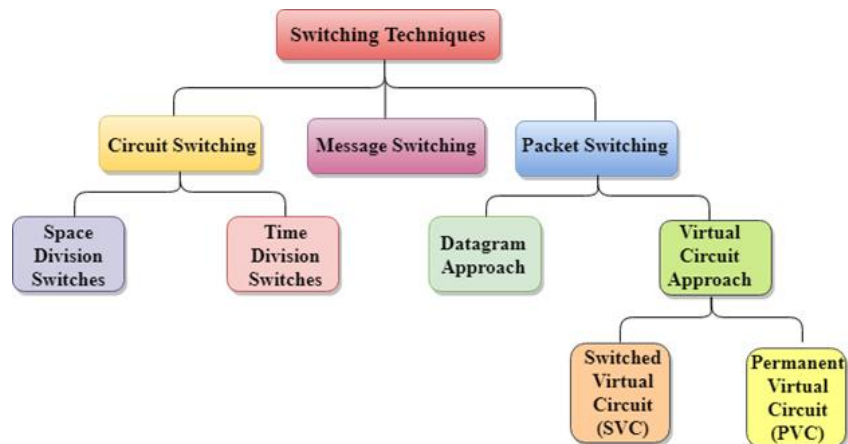 Switching Techniques
Circuit Switching
Message Switching
Packet Switching
Space
Division
Switches
Time
Division
Switches
Datagram
Approach
Virtual
Circuit
Approach
Switched
Virtual
Circuit
(SVC)
Permanent
Virtual
Circuit
(PVC)